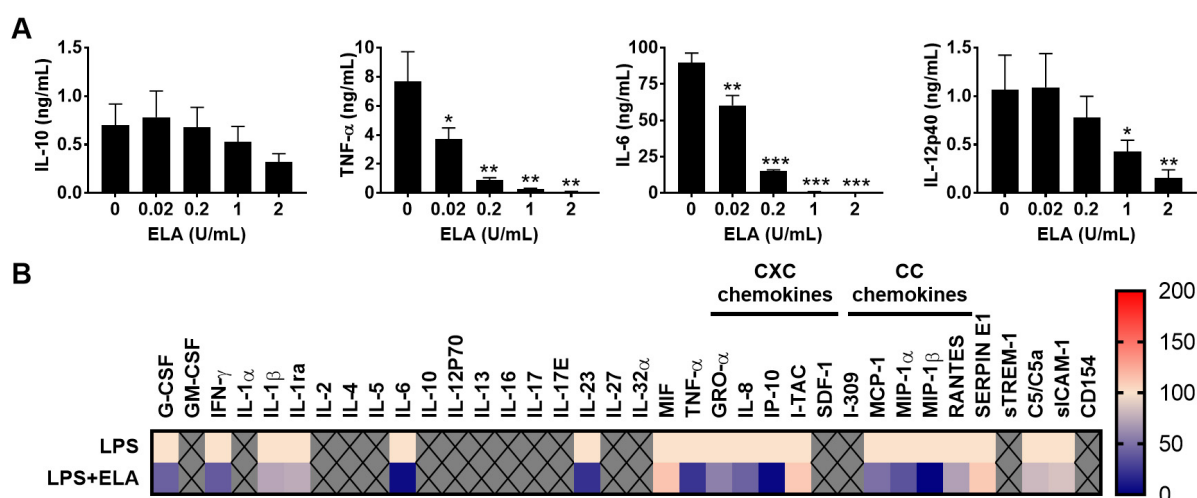 A
IL-10 (ng/mL)
1.5
1.0
0.5
0.0
0 0.02 0.2 1 2
ELA (U/mL)
TNF-α (ng/mL)
10
8
6
4
2
0
* ** ** **
0 0.02 0.2 1 2
ELA (U/mL)
IL-6 (ng/mL)
100
75
50
25
0
** *** *** ***
0 0.02 0.2 1 2
ELA (U/mL)
IL-12p40 (ng/mL)
1.5
1.0
0.5
0.0
* **
0 0.02 0.2 1 2
ELA (U/mL)
B
CXC
chemokines
CC
chemokines
G-CSF
GM-CSF
IFN-γ
IL-1α
IL-1β
IL-1ra
IL-2
IL-4
IL-5
IL-6
IL-10
IL-12P70
IL-13
IL-16
IL-17
IL-17E
IL-23
IL-27
IL-32α
MIF
TNF-α
GRO-α
IL-8
IP-10
I-TAC
SDF-1
I-309
MCP-1
MIP-1α
MIP-1β
RANTES
SERPIN E1
sTREM-1
C5/C5a
sICAM-1
CD154
LPS
LPS+ELA
200
150
100
50
0